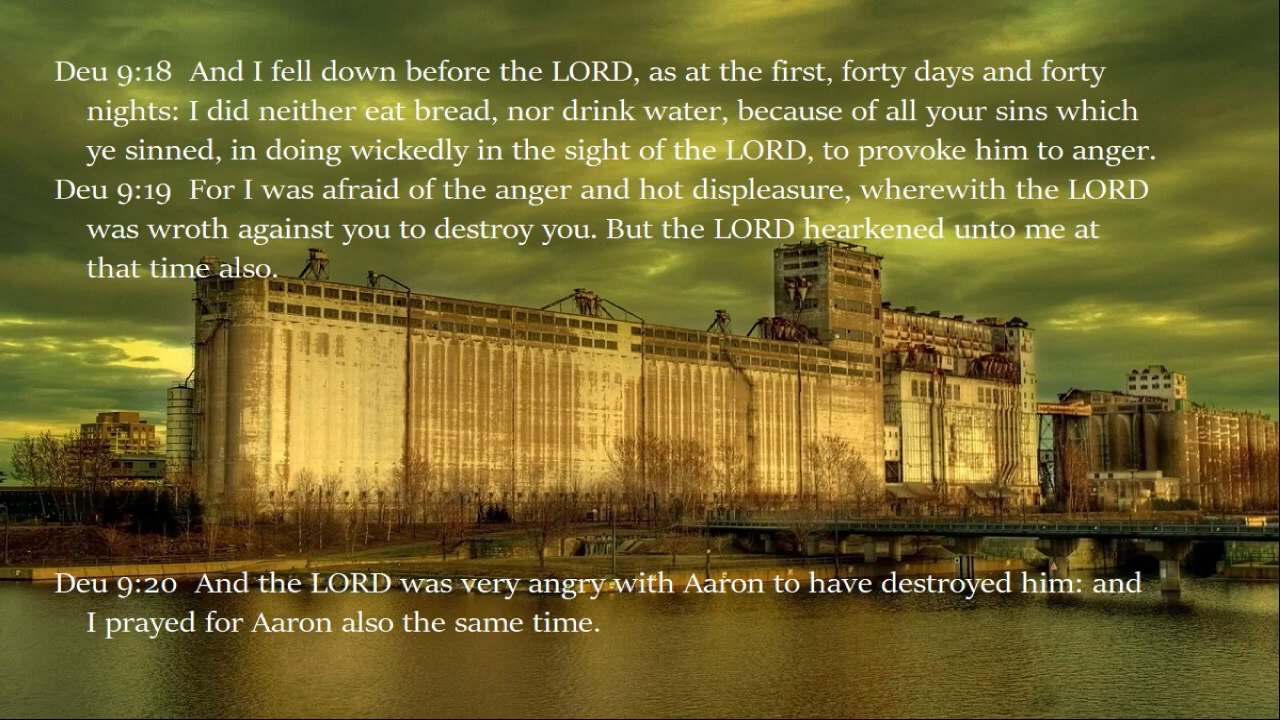 Deu 9:18 And I fell down before the LORD, as at the first, forty days and forty
nights: I did neither eat bread, nor drink water, because of all your sins which
ye sinned, in doing wickedly in the sight of the LORD, to provoke him to anger.
Deu 9:19 For I was afraid of the anger and hot displeasure, wherewith the LORD
was wroth against you to destroy you. But the LORD hearkened unto me at
that time also.
Deu 9:20 And the LORD was very angry with Aaron to have destroyed him: and
I prayed for Aaron also the same time.